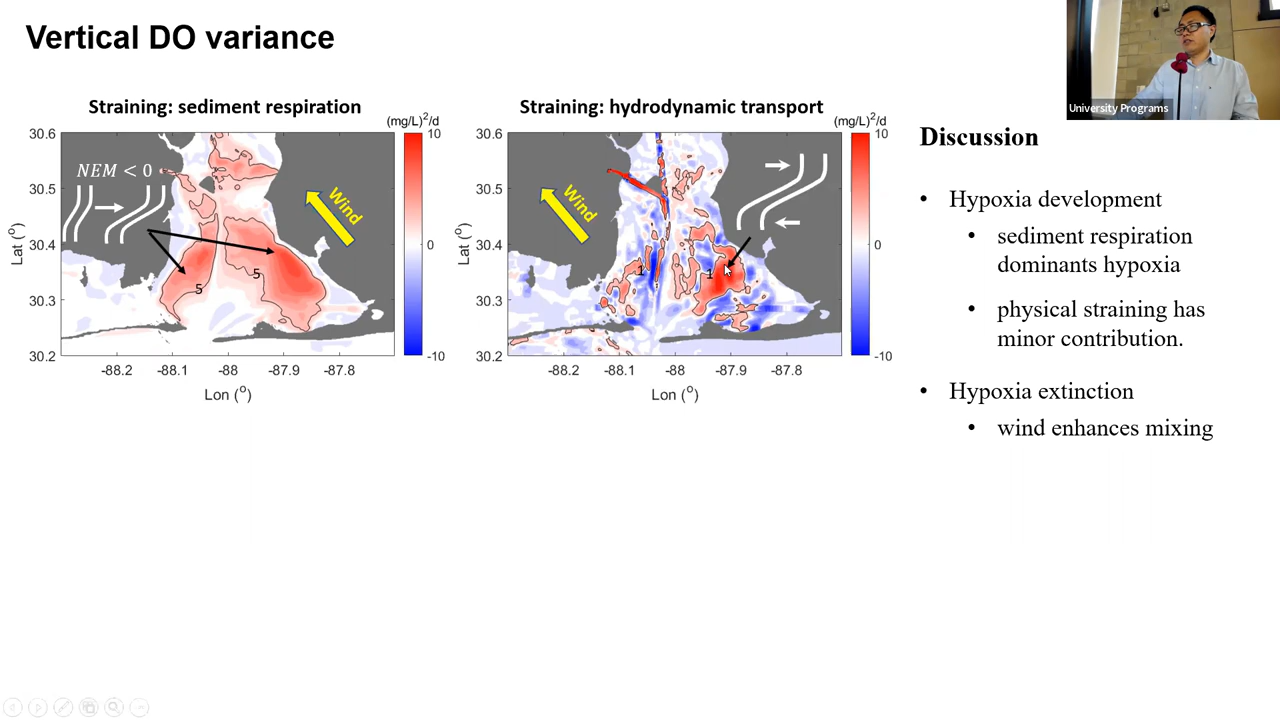 Vertical DO variance
University Programs
Straining: sediment respiration
(mg/L)²/d
30.6
30.5
30.4
30.3
30.2
Lat (°)
NEM < 0
Wind
5
5
-88.2
-88.1
-88
-87.9
-87.8
Lon (°)
10
0
-10
Straining: hydrodynamic transport
(mg/L)²/d
30.6
30.5
30.4
30.3
30.2
Lat (°)
Wind
1
1
-88.2
-88.1
-88
-87.9
-87.8
Lon (°)
10
0
-10
Discussion
• Hypoxia development
• sediment respiration
dominants hypoxia
• physical straining has
minor contribution.
• Hypoxia extinction
• wind enhances mixing